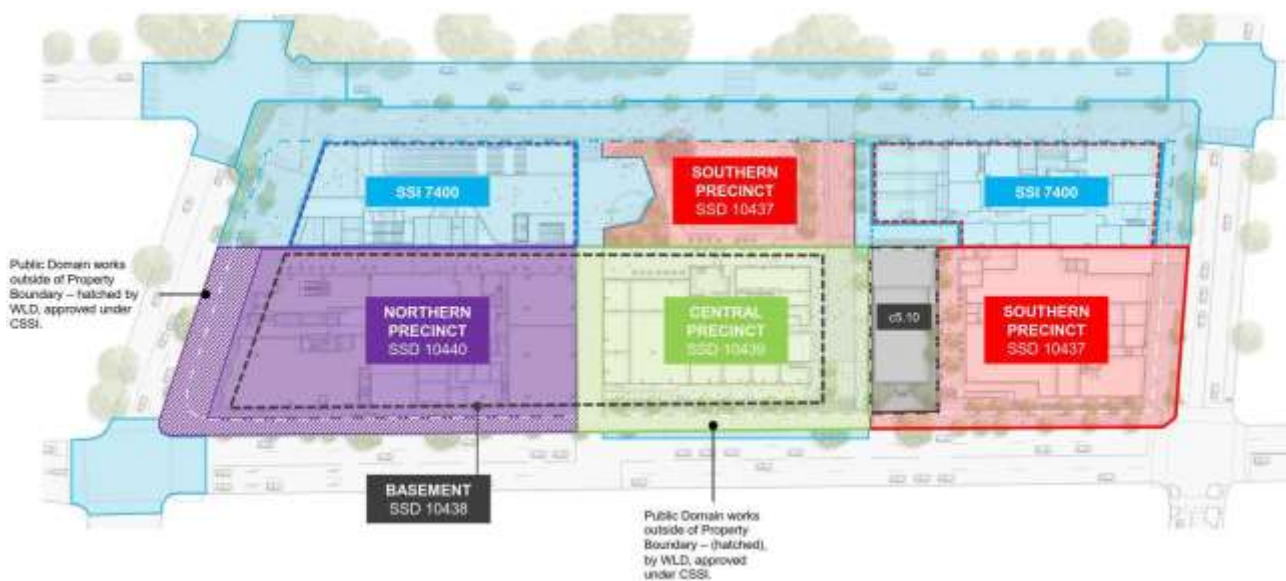 SSI 7400
SOUTHERN
PRECINCT
SSD 10437
SSI 7400
Public Domain works
outside of Property
Boundary – hatched by
WLD, approved under
CSSI.
NORTHERN
PRECINCT
SSD 10440
CENTRAL
PRECINCT
SSD 10439
c5.10
SOUTHERN
PRECINCT
SSD 10437
BASEMENT
SSD 10438
Public Domain works
outside of Property
Boundary – (hatched),
by WLD, approved
under CSSI.